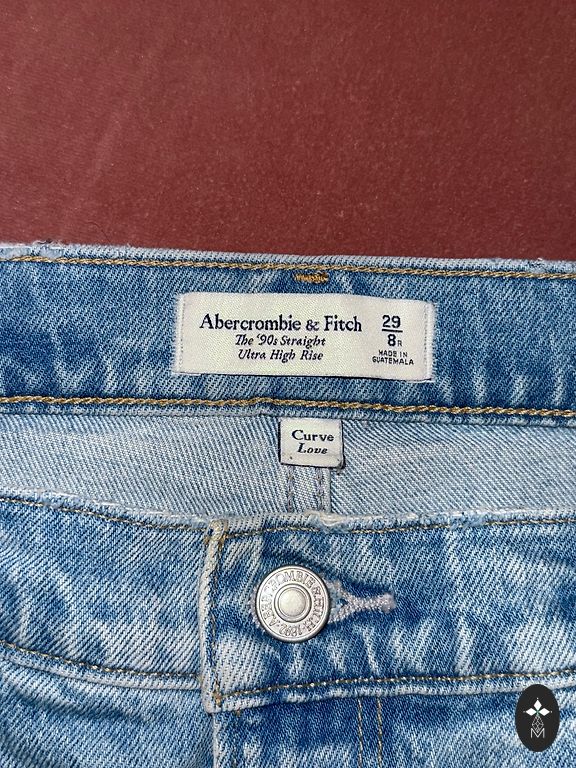 Abercrombie & Fitch
The '90s Straight
Ultra High Rise
29
8R
MADE IN
GUATEMALA
Curve
Love
M